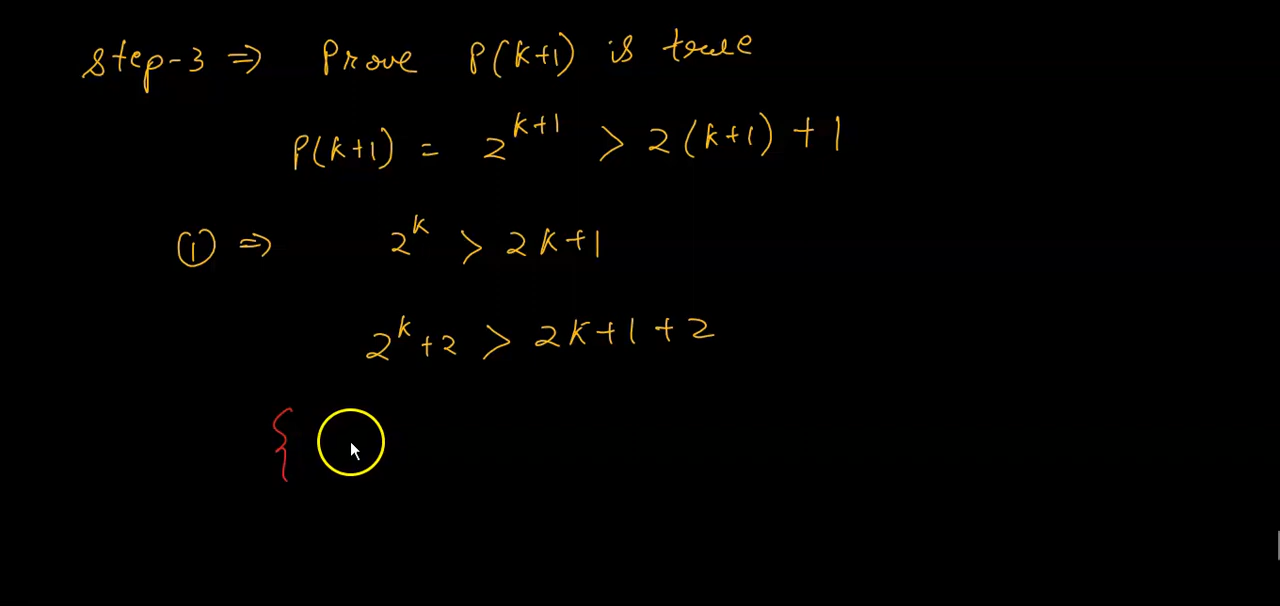 Step-3 ⇒ Prove P(k+1) is true
P(k+1) = 2^{k+1} > 2(k+1) + 1
① ⇒ 2^k > 2k+1
2^k + 2 > 2k+1+2
{